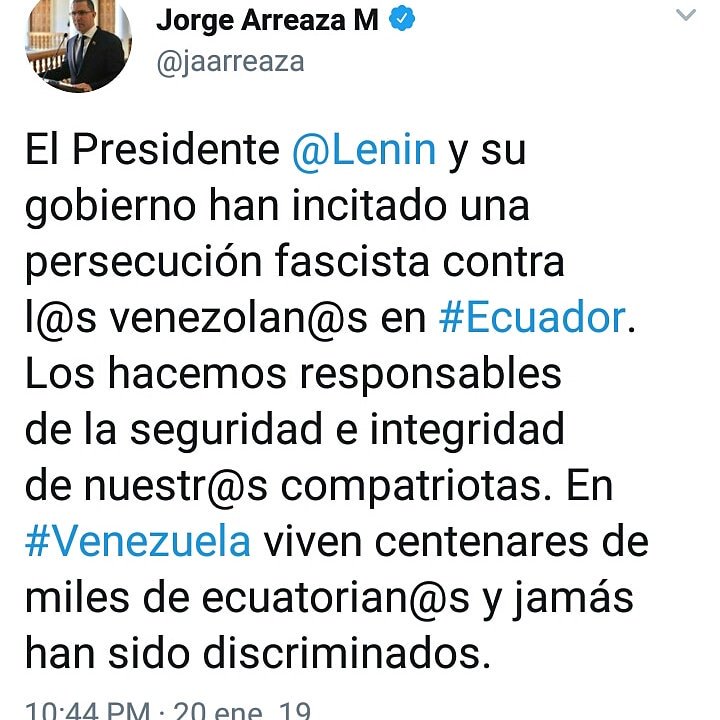 Jorge Arreaza M
@jaarreaza
El Presidente @Lenin y su
gobierno han incitado una
persecución fascista contra
l@s venezolan@s en #Ecuador.
Los hacemos responsables
de la seguridad e integridad
de nuestr@s compatriotas. En
#Venezuela viven centenares de
miles de ecuatorian@s y jamás
han sido discriminados.
10:44 PM · 20 ene. 19